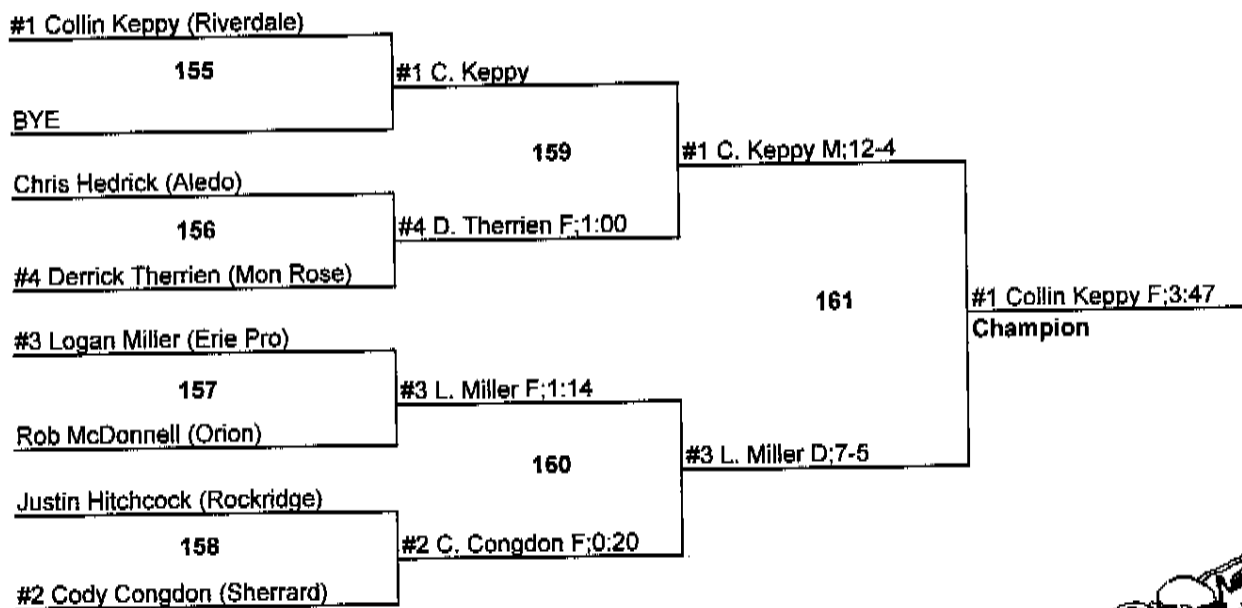 #1 Collin Keppy (Riverdale)
155
BYE
#1 C. Keppy
159
Chris Hedrick (Aledo)
156
#4 Derrick Therrien (Mon Rose)
#4 D. Therrien F;1:00
#1 C. Keppy M;12-4
161
#3 Logan Miller (Erie Pro)
157
Rob McDonnell (Orion)
#3 L. Miller F;1:14
160
Justin Hitchcock (Rockridge)
158
#2 Cody Congdon (Sherrard)
#2 C. Congdon F;0:20
#3 L. Miller D;7-5
#1 Collin Keppy F;3:47
Champion